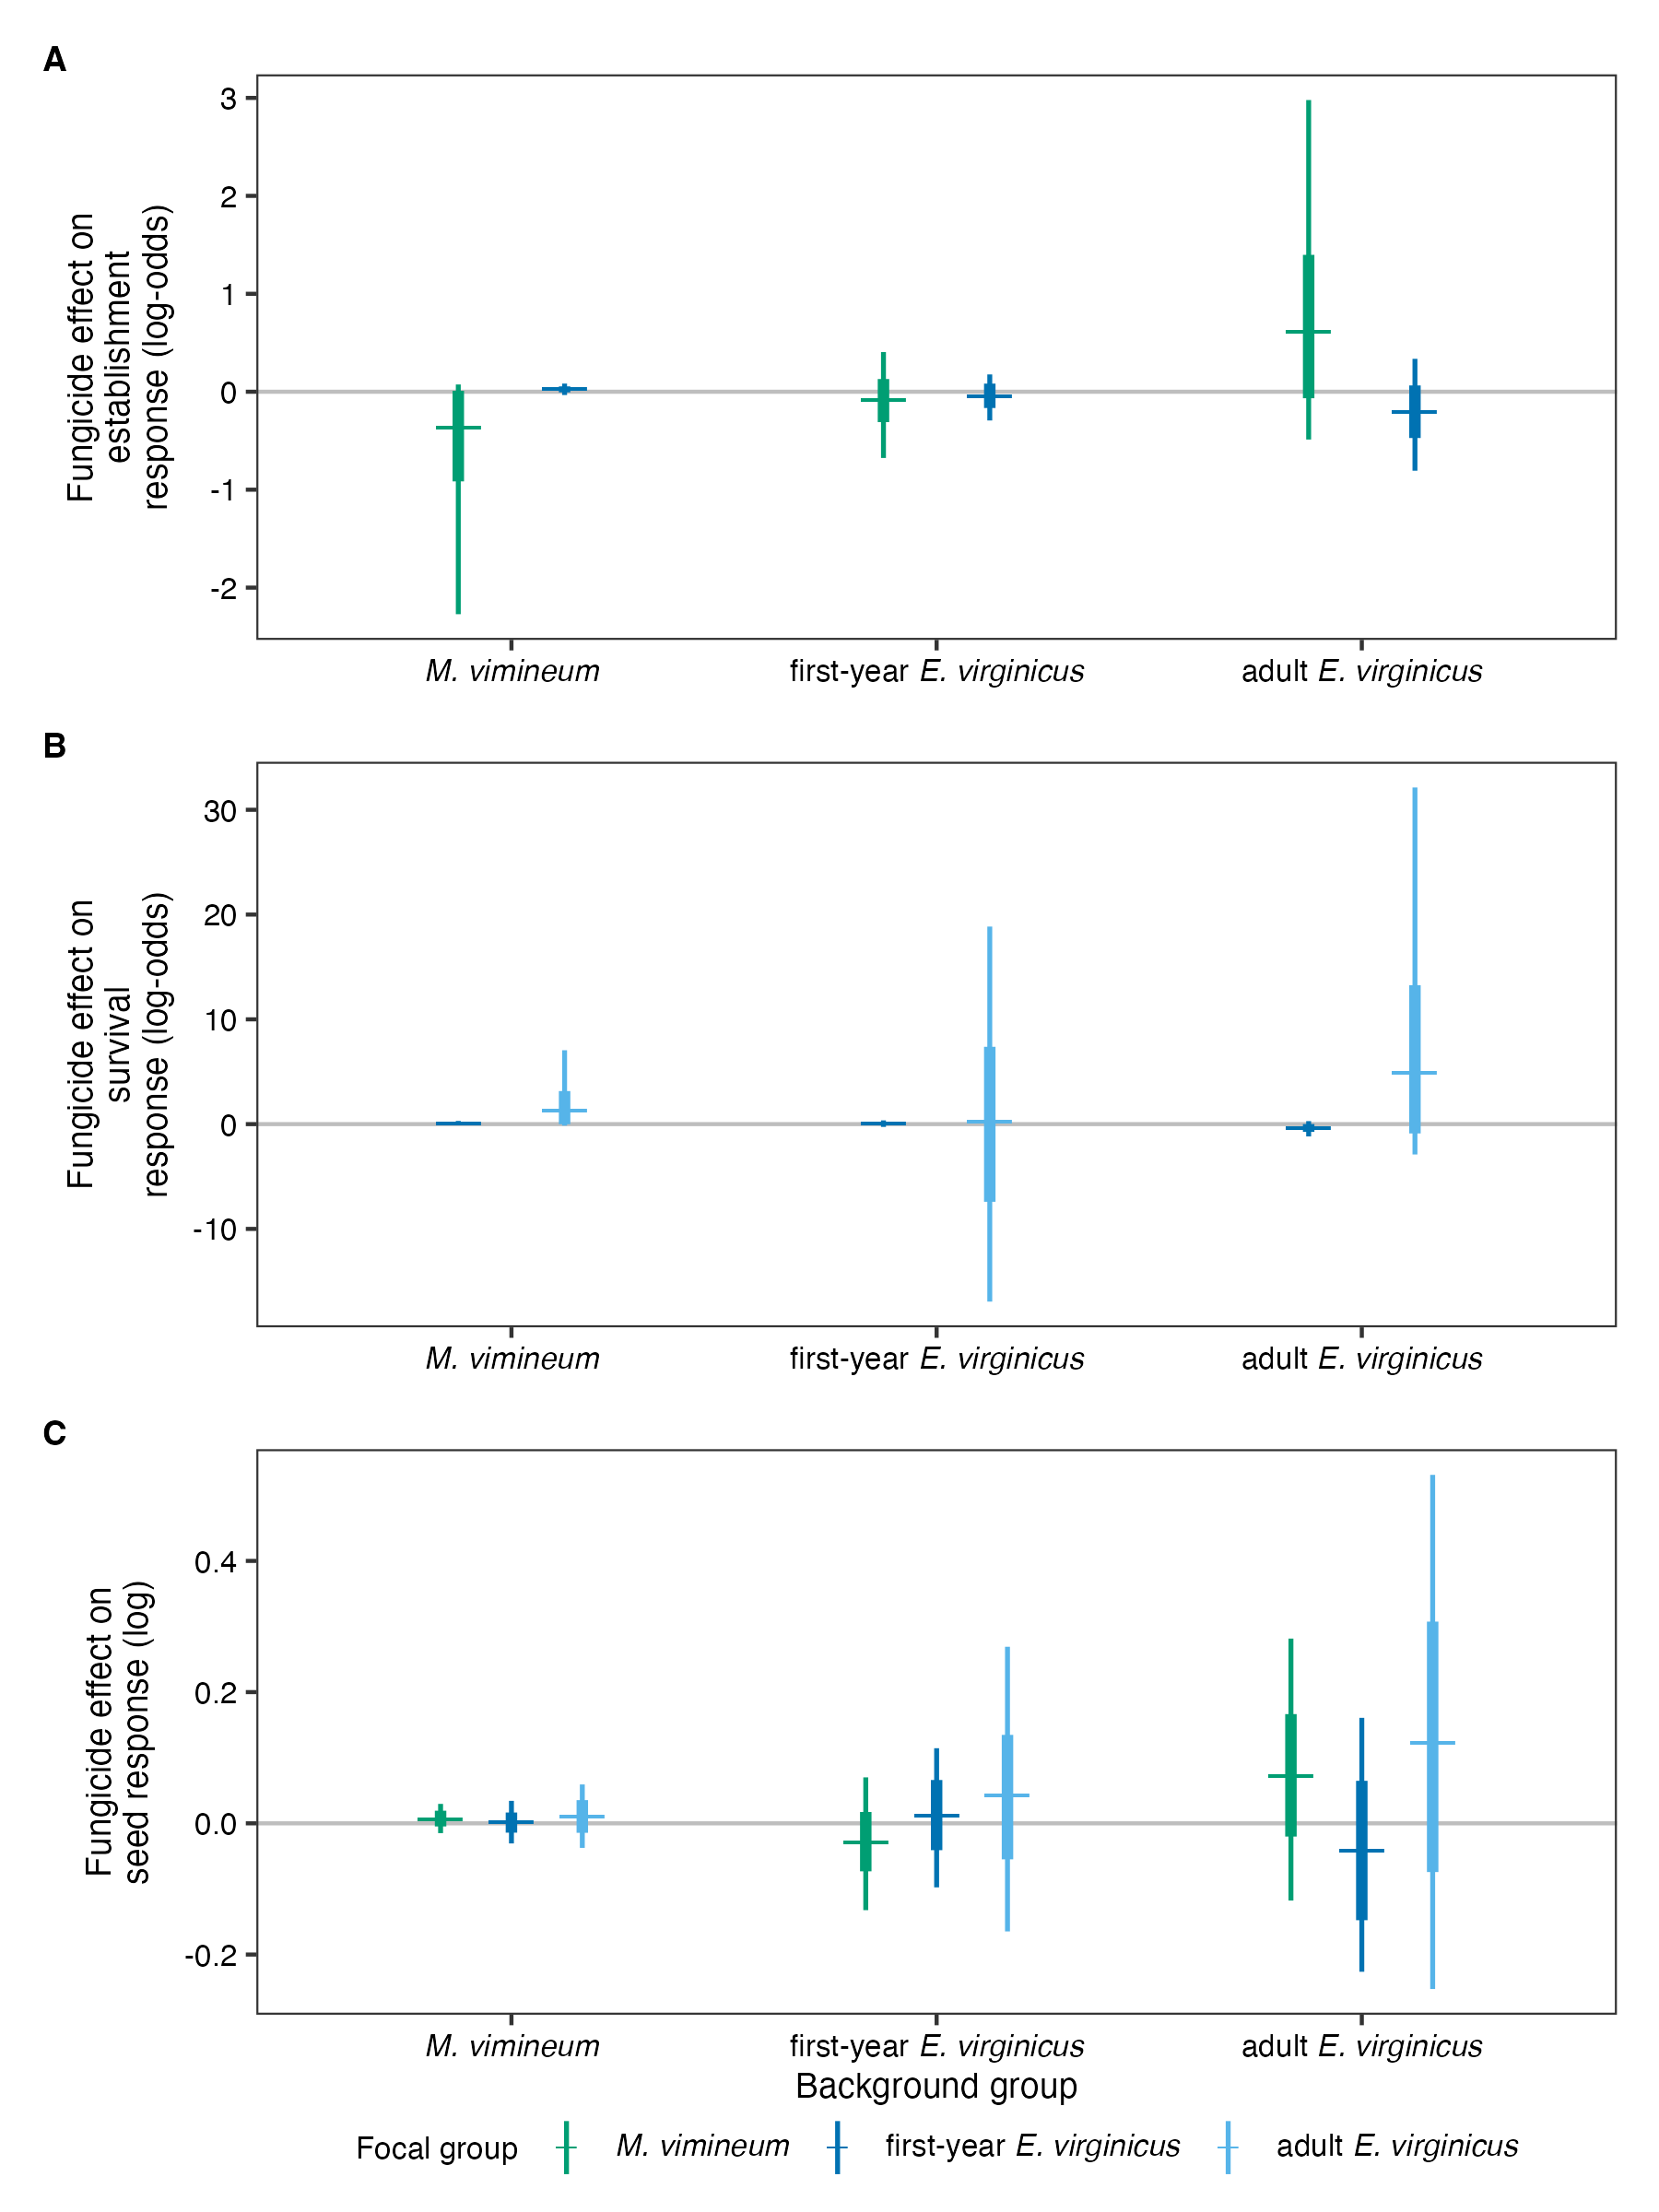 A
Fungicide effect on
establishment
response (log-odds)
3
2
1
0
-1
-2
M. vimineum
first-year E. virginicus
adult E. virginicus
B
Fungicide effect on
survival
response (log-odds)
30
20
10
0
-10
M. vimineum
first-year E. virginicus
adult E. virginicus
C
Fungicide effect on
seed response (log)
0.4
0.2
0.0
-0.2
M. vimineum
first-year E. virginicus
adult E. virginicus
Background group
Focal group M. vimineum first-year E. virginicus adult E. virginicus